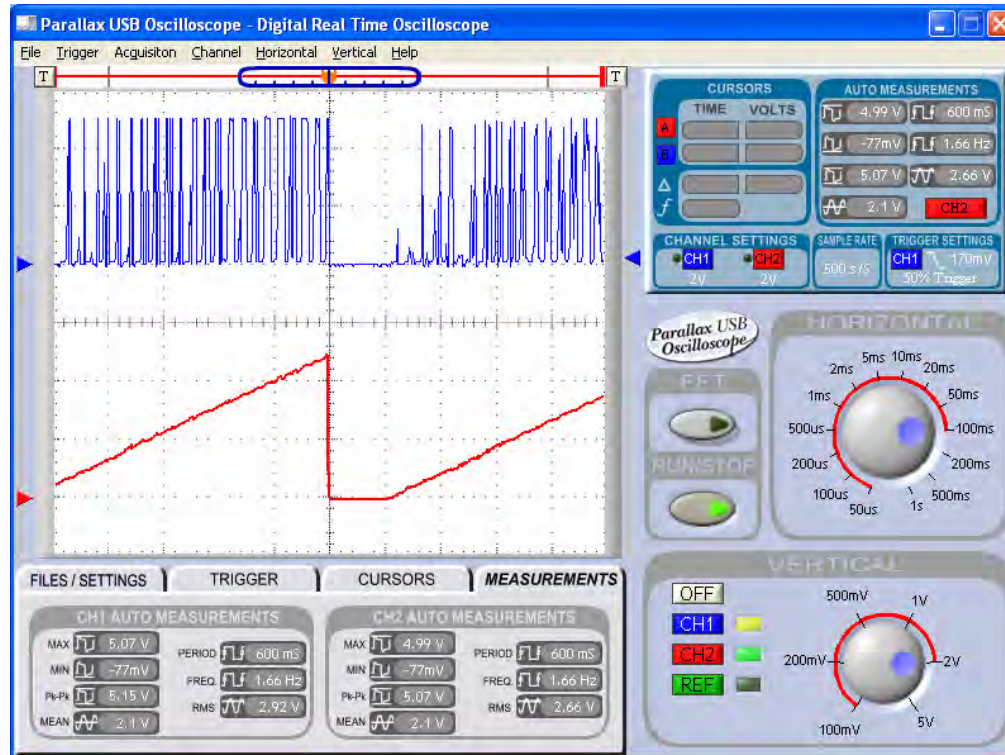 Parallax USB Oscilloscope - Digital Real Time Oscilloscope
File Trigger Acquisiton Channel Horizontal Vertical Help
T T
CURSORS
TIME VOLTS
A
B
Δ
f
AUTO MEASUREMENTS
4.99 V 600 mS
-77mV 1.66 Hz
5.07 V 2.66 V
2.1 V CH2
CHANNEL SETTINGS
CH1 CH2
2V 2V
SAMPLE RATE
500 s/S
TRIGGER SETTINGS
CH1 170mV
50% Trigger
Parallax USB
Oscilloscope
FFT
RUN/STOP
HORIZONTAL
5ms 10ms
2ms 20ms
1ms 50ms
500us 100ms
200us 200ms
100us 500ms
50us 1s
FILES / SETTINGS TRIGGER CURSORS MEASUREMENTS
CH1 AUTO MEASUREMENTS
MAX 5.07 V
MIN -77mV
Pk-Pk 5.15 V
MEAN 2.1 V
PERIOD 600 mS
FREQ. 1.66 Hz
RMS 2.92 V
CH2 AUTO MEASUREMENTS
MAX 4.99 V
MIN -77mV
Pk-Pk 5.07 V
MEAN 2.1 V
PERIOD 600 mS
FREQ. 1.66 Hz
RMS 2.66 V
VERTICAL
OFF
CH1
CH2
REF
500mV 1V
200mV 2V
100mV 5V